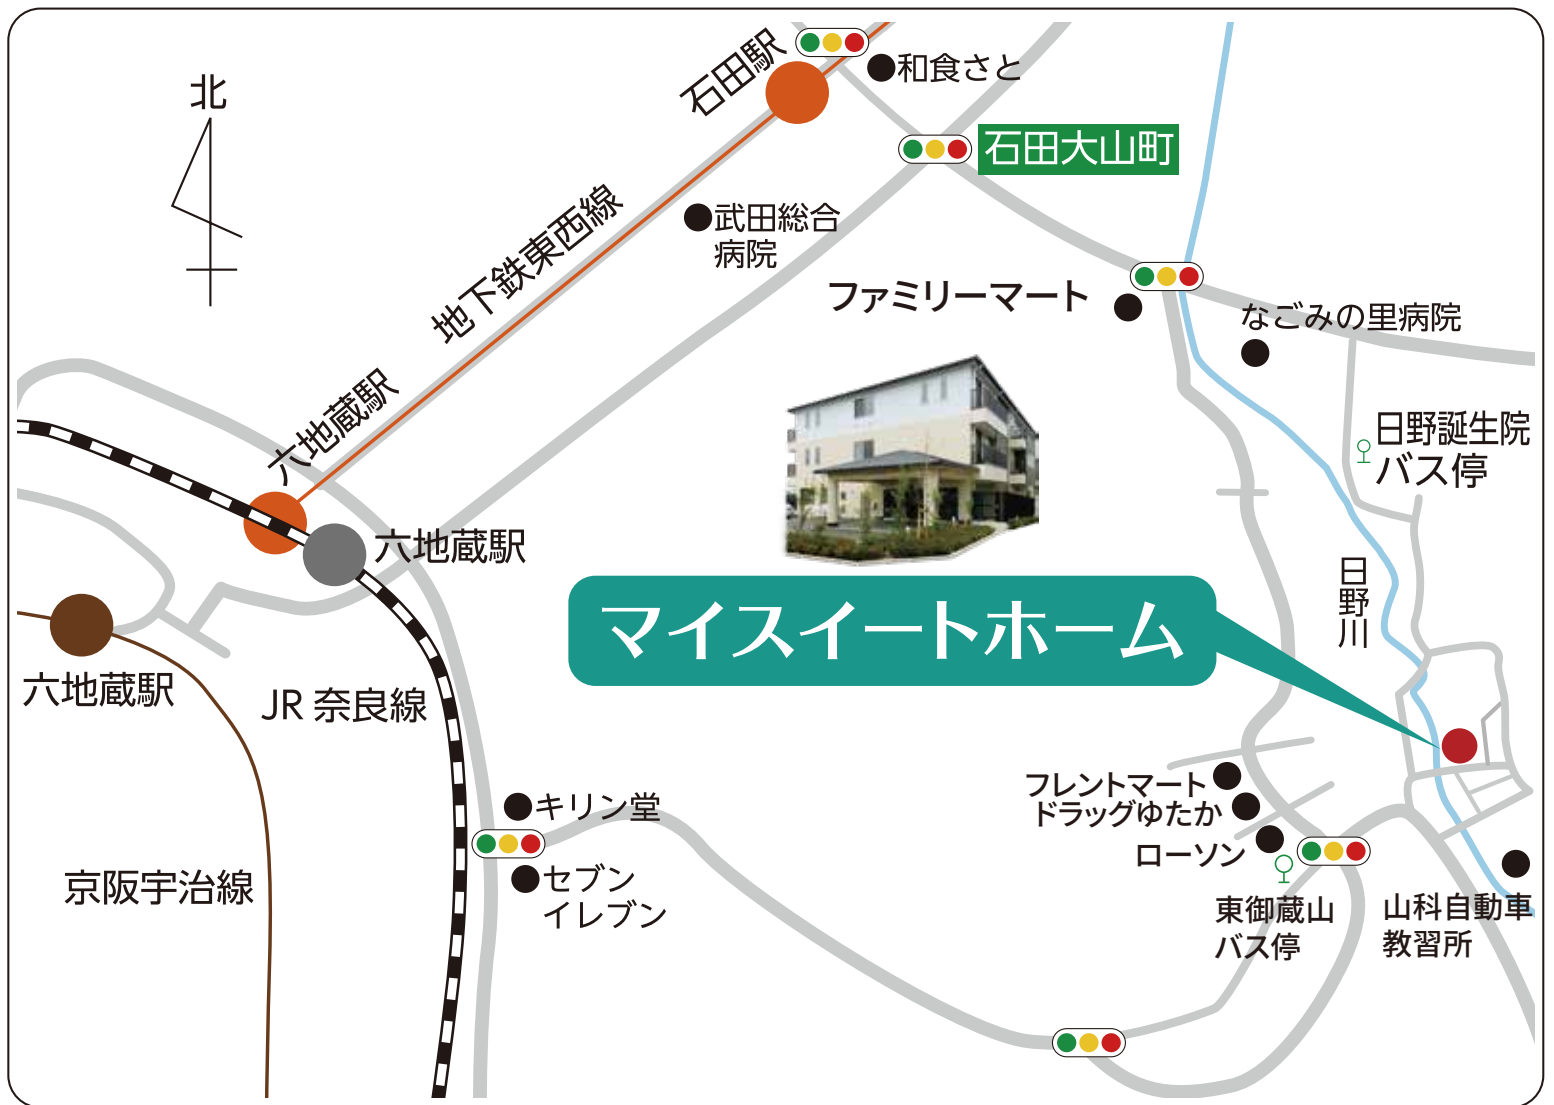 北
石田駅
和食さと
石田大山町
武田総合
病院
地下鉄東西線
ファミリーマート
なごみの里病院
六地蔵駅
日野誕生院
バス停
六地蔵駅
日野川
マイスイートホーム
六地蔵駅
JR 奈良線
フレントマート
ドラッグゆたか
キリン堂
ローソン
セブン
イレブン
京阪宇治線
東御蔵山
バス停
山科自動車
教習所